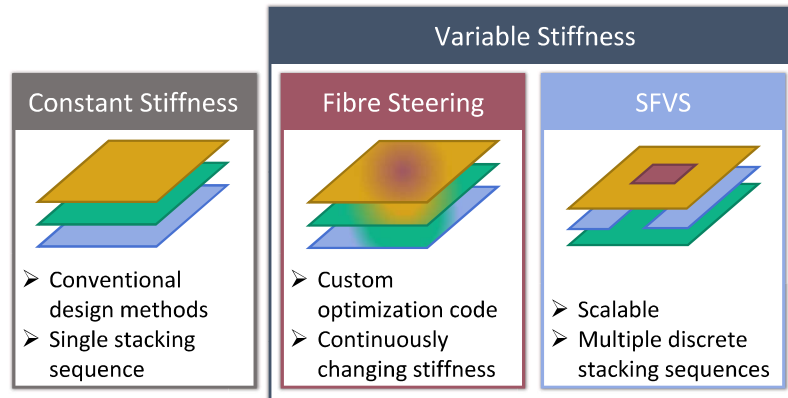 Variable Stiffness
Constant Stiffness
Fibre Steering
SFVS
➢ Conventional
design methods
➢ Single stacking
sequence
➢ Custom
optimization code
➢ Continuously
changing stiffness
➢ Scalable
➢ Multiple discrete
stacking sequences